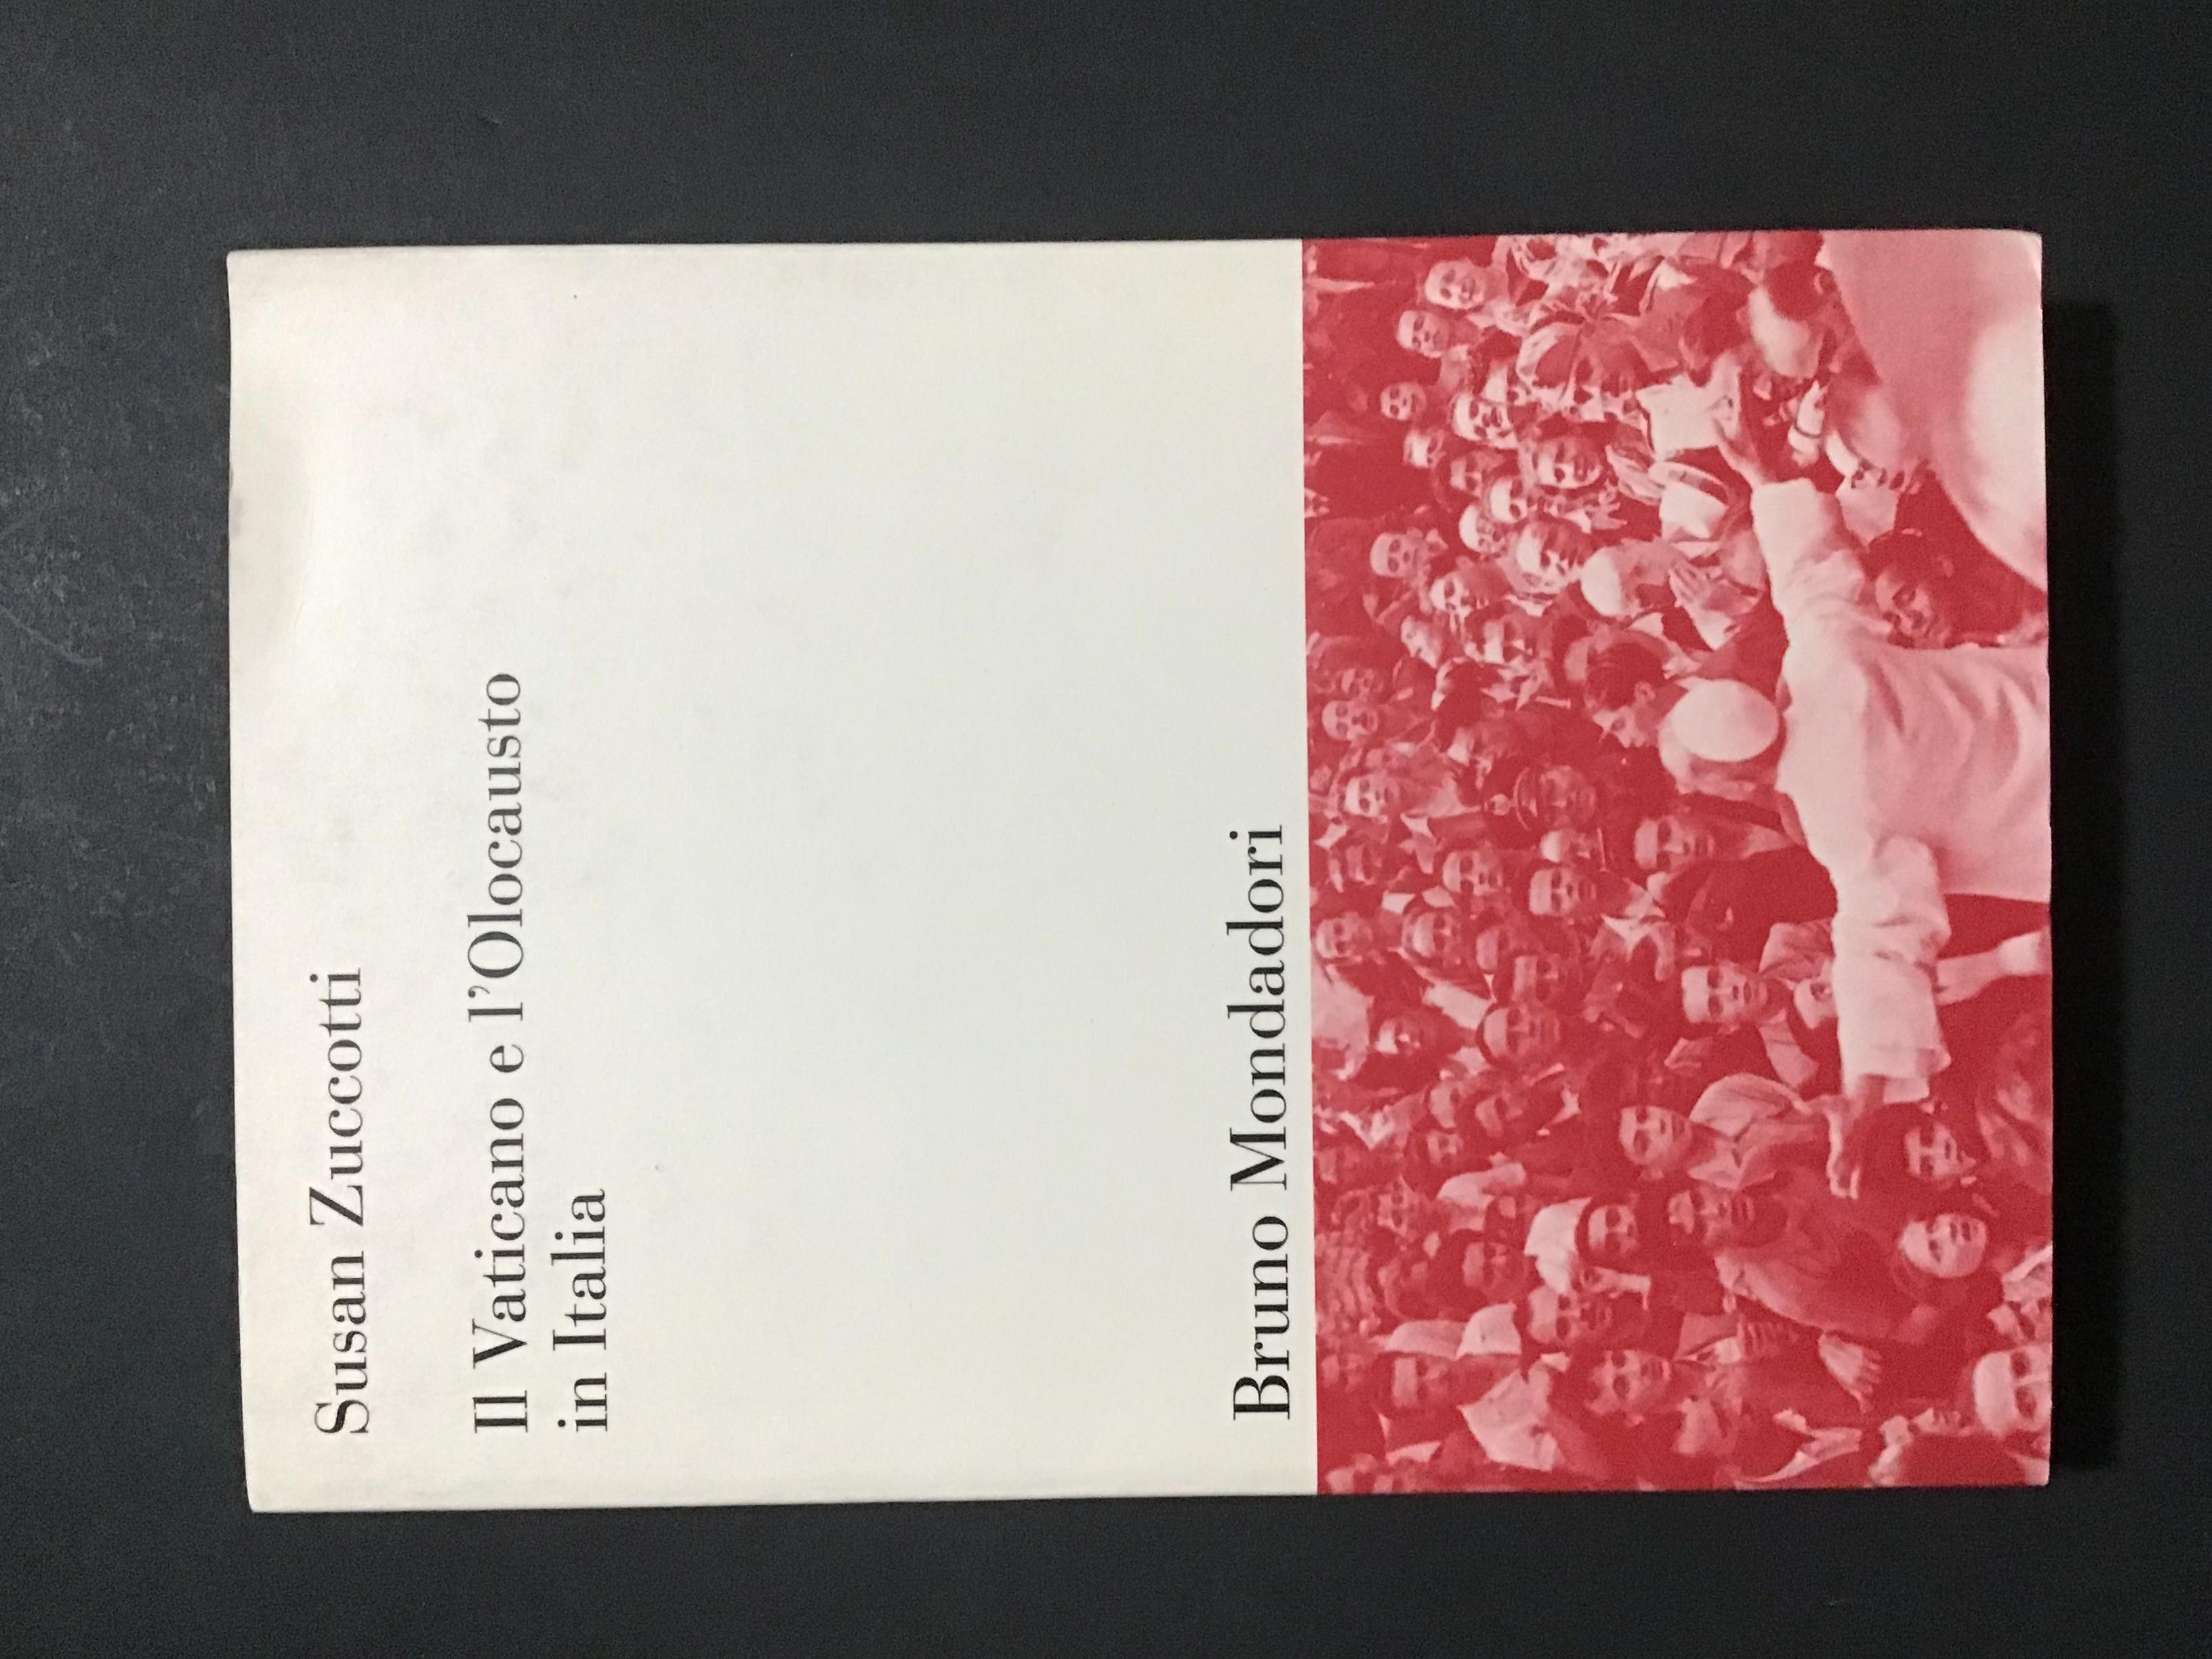 Susan Zuccotti
Il Vaticano e l'Olocausto
in Italia
Bruno Mondadori